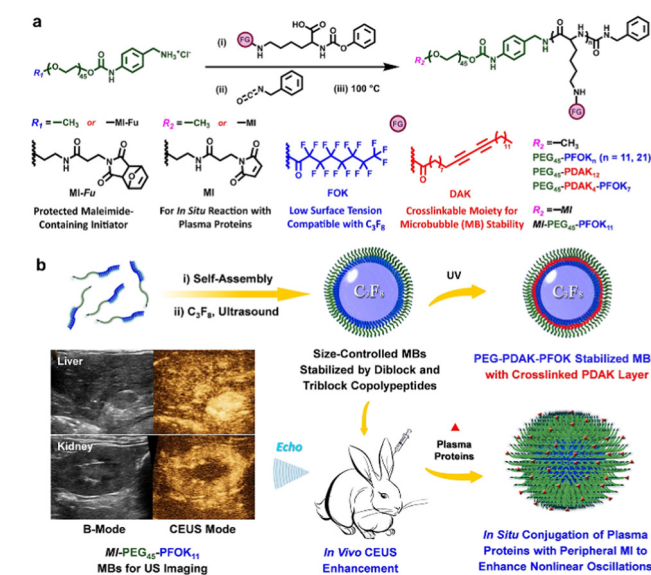 a
FG
HO
O
N
H
O
(i)
(ii)
(iii) 100 °C
NH₃⁺Cl⁻
R₁
45
R₂
45
n
NH
FG
R₁ = —CH₃ or —MI-Fu
R₂ = —CH₃ or —MI
FG
MI-Fu
MI
FOK
DAK
Protected Maleimide-
Containing Initiator
For In Situ Reaction with
Plasma Proteins
Low Surface Tension
Compatible with C₃F₈
Crosslinkable Moiety for
Microbubble (MB) Stability
R₂ = —CH₃
PEG₄₅-PFOKₙ (n = 11, 21)
PEG₄₅-PDAK₁₂
PEG₄₅-PDAK₄-PFOK₇
R₂ = —MI
MI-PEG₄₅-PFOK₁₁
b
i) Self-Assembly
ii) C₃F₈, Ultrasound
C₃F₈
UV
C₃F₈
Size-Controlled MBs
Stabilized by Diblock and
Triblock Copolypeptides
PEG-PDAK-PFOK Stabilized MB
with Crosslinked PDAK Layer
Liver
Kidney
B-Mode
CEUS Mode
MI-PEG₄₅-PFOK₁₁
MBs for US Imaging
Echo
In Vivo CEUS
Enhancement
Plasma
Proteins
In Situ Conjugation of Plasma
Proteins with Peripheral MI to
Enhance Nonlinear Oscillations